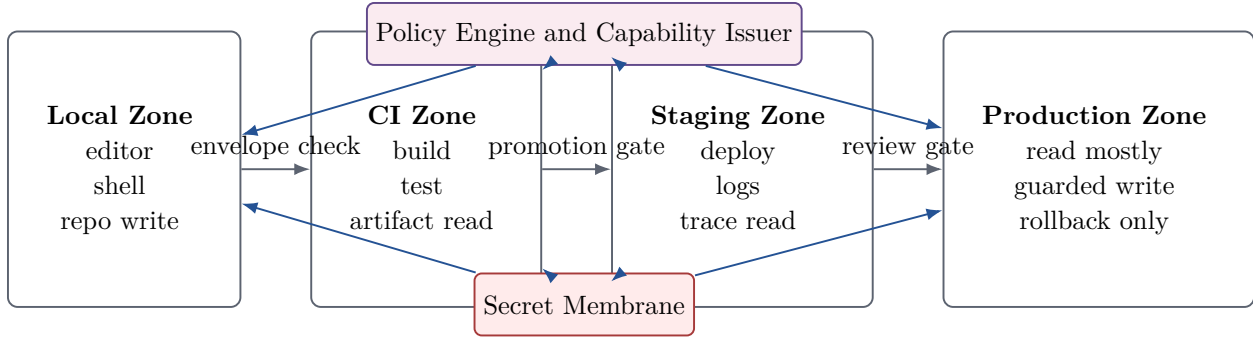 Policy Engine and Capability Issuer
Local Zone
editor
shell
repo write
envelope check
CI Zone
build
test
artifact read
promotion gate
Staging Zone
deploy
logs
trace read
review gate
Production Zone
read mostly
guarded write
rollback only
Secret Membrane